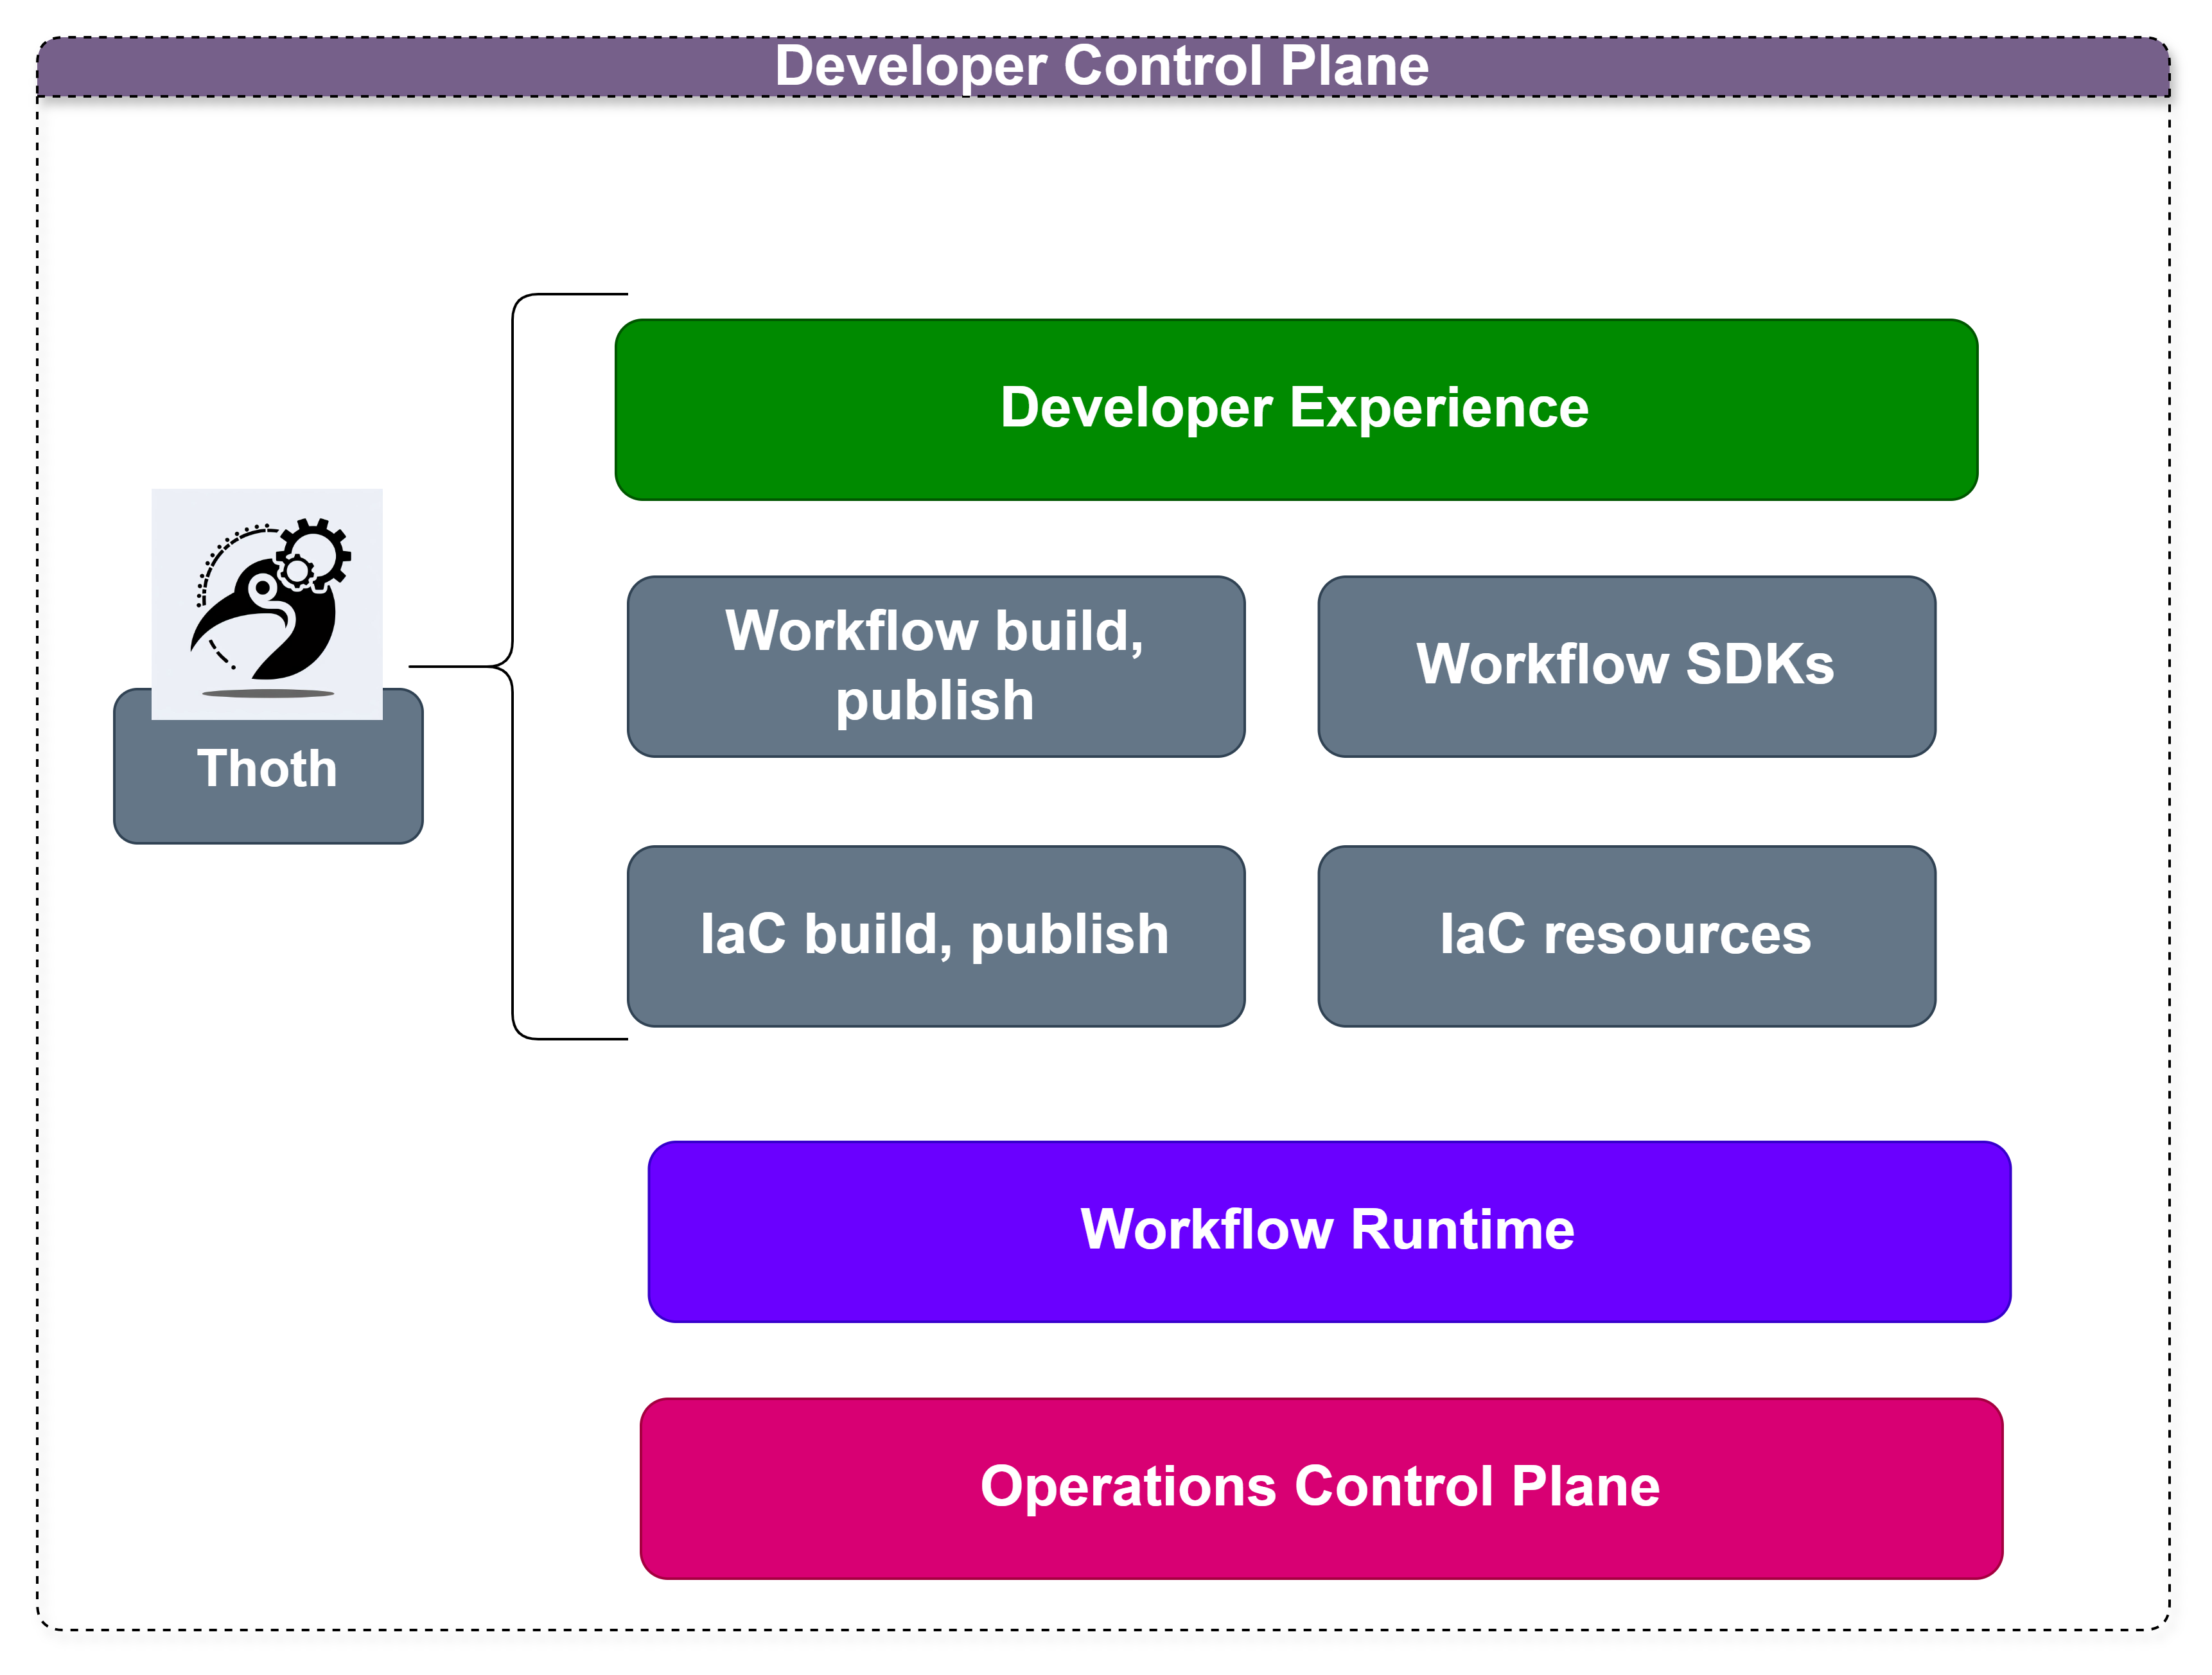 Developer Control Plane
Developer Experience
Workflow build,
publish
Workflow SDKs
Thoth
IaC build, publish
IaC resources
Workflow Runtime
Operations Control Plane